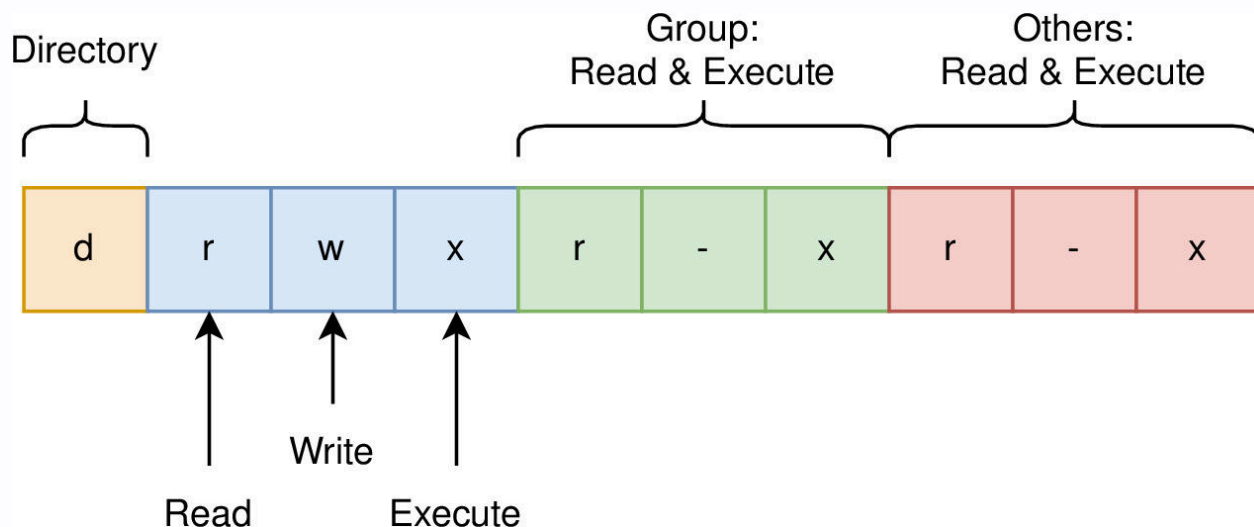 Directory
Group:
Read & Execute
Others:
Read & Execute
d r w x r - x r - x
Write
Read Execute